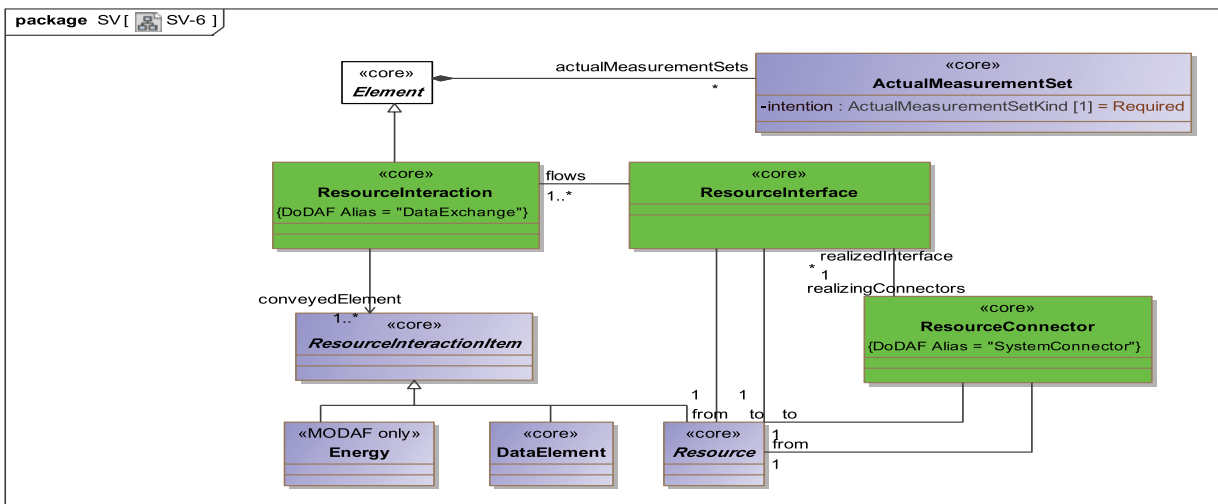 package SV [ SV-6 ]
«core»
Element
actualMeasurementSets
*
«core»
ActualMeasurementSet
-intention : ActualMeasurementSetKind [1] = Required
«core»
ResourceInteraction
{DoDAF Alias = "DataExchange"}
flows
1..*
«core»
ResourceInterface
realizedInterface
* 1
realizingConnectors
conveyedElement
1..*
«core»
ResourceInteractionItem
«core»
ResourceConnector
{DoDAF Alias = "SystemConnector"}
1 1
from to to
«MODAF only»
Energy
«core»
DataElement
«core»
Resource
1
from
1